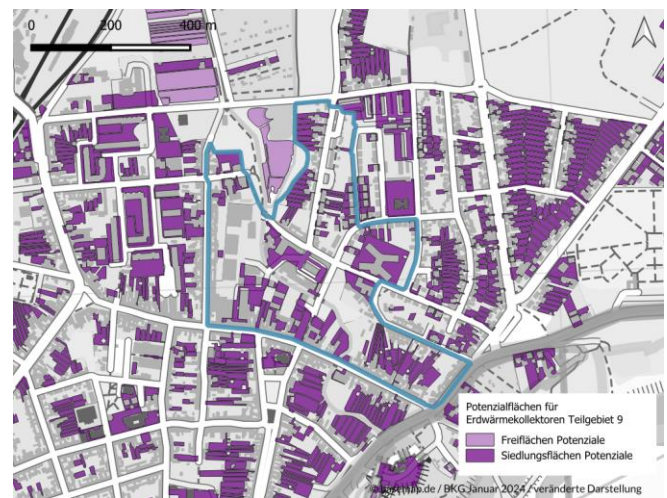 0 200 400 m
Potenzialflächen für
Erdwärmekollektoren Teilgebiet 9
Freiflächen Potenziale
Siedlungsflächen Potenziale
/ BKG Januar 2024 / veränderte Darstellung